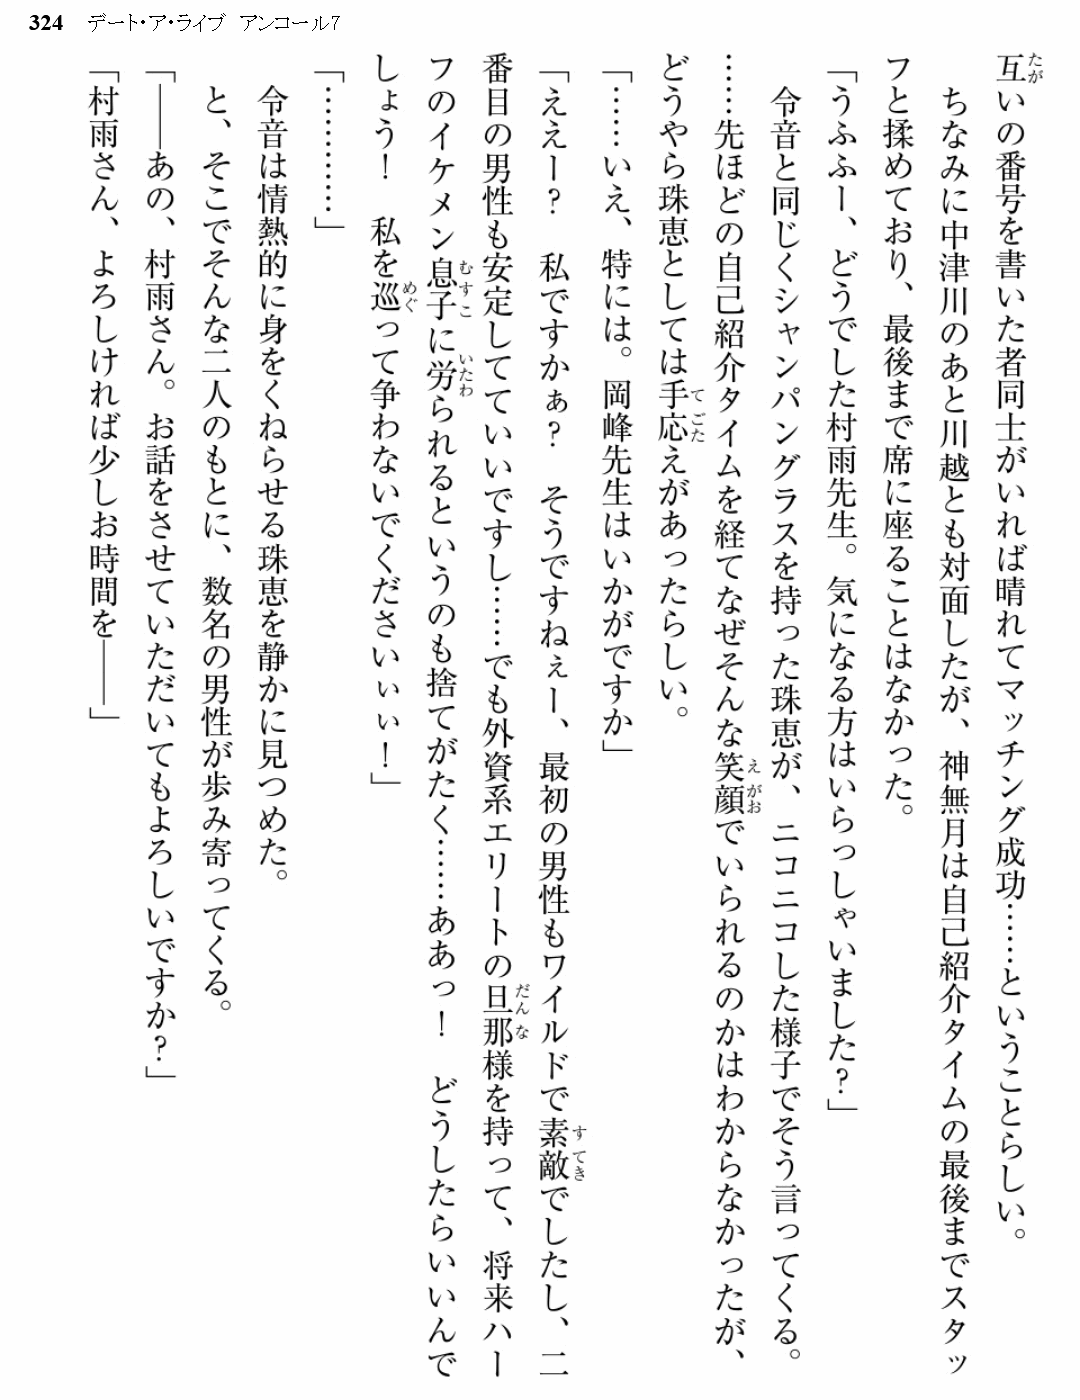 324 デート・ア・ライブ アンコール7
互いの番号を書いた者同士がいれば晴れてマッチング成功……ということらしい。
ちなみに中津川のあと川越とも対面したが、神無月は自己紹介タイムの最後までスタッ
フと揉めており、最後まで席に座ることはなかった。
「うふふー、どうでした村雨先生。気になる方はいらっしゃいました?」
令音と同じくシャンパングラスを持った珠恵が、ニコニコした様子でそう言ってくる。
……先ほどの自己紹介タイムを経てなぜそんな笑顔でいられるのかはわからなかったが、
どうやら珠恵としては手応えがあったらしい。
「……いえ、特には。岡峰先生はいかがですか」
「ええー? 私ですかぁ? そうですねぇー、最初の男性もワイルドで素敵でしたし、二
番目の男性も安定してていいですし……でも外資系エリートの旦那様を持って、将来ハー
フのイケメン息子に労られるというのも捨てがたく……ああっ! どうしたらいいんで
しょう! 私を巡って争わないでくださいぃぃ!」
「…………」
令音は情熱的に身をくねらせる珠恵を静かに見つめた。
と、そこでそんな二人のもとに、数名の男性が歩み寄ってくる。
「――あの、村雨さん。お話をさせていただいてもよろしいですか?」
「村雨さん、よろしければ少しお時間を――」